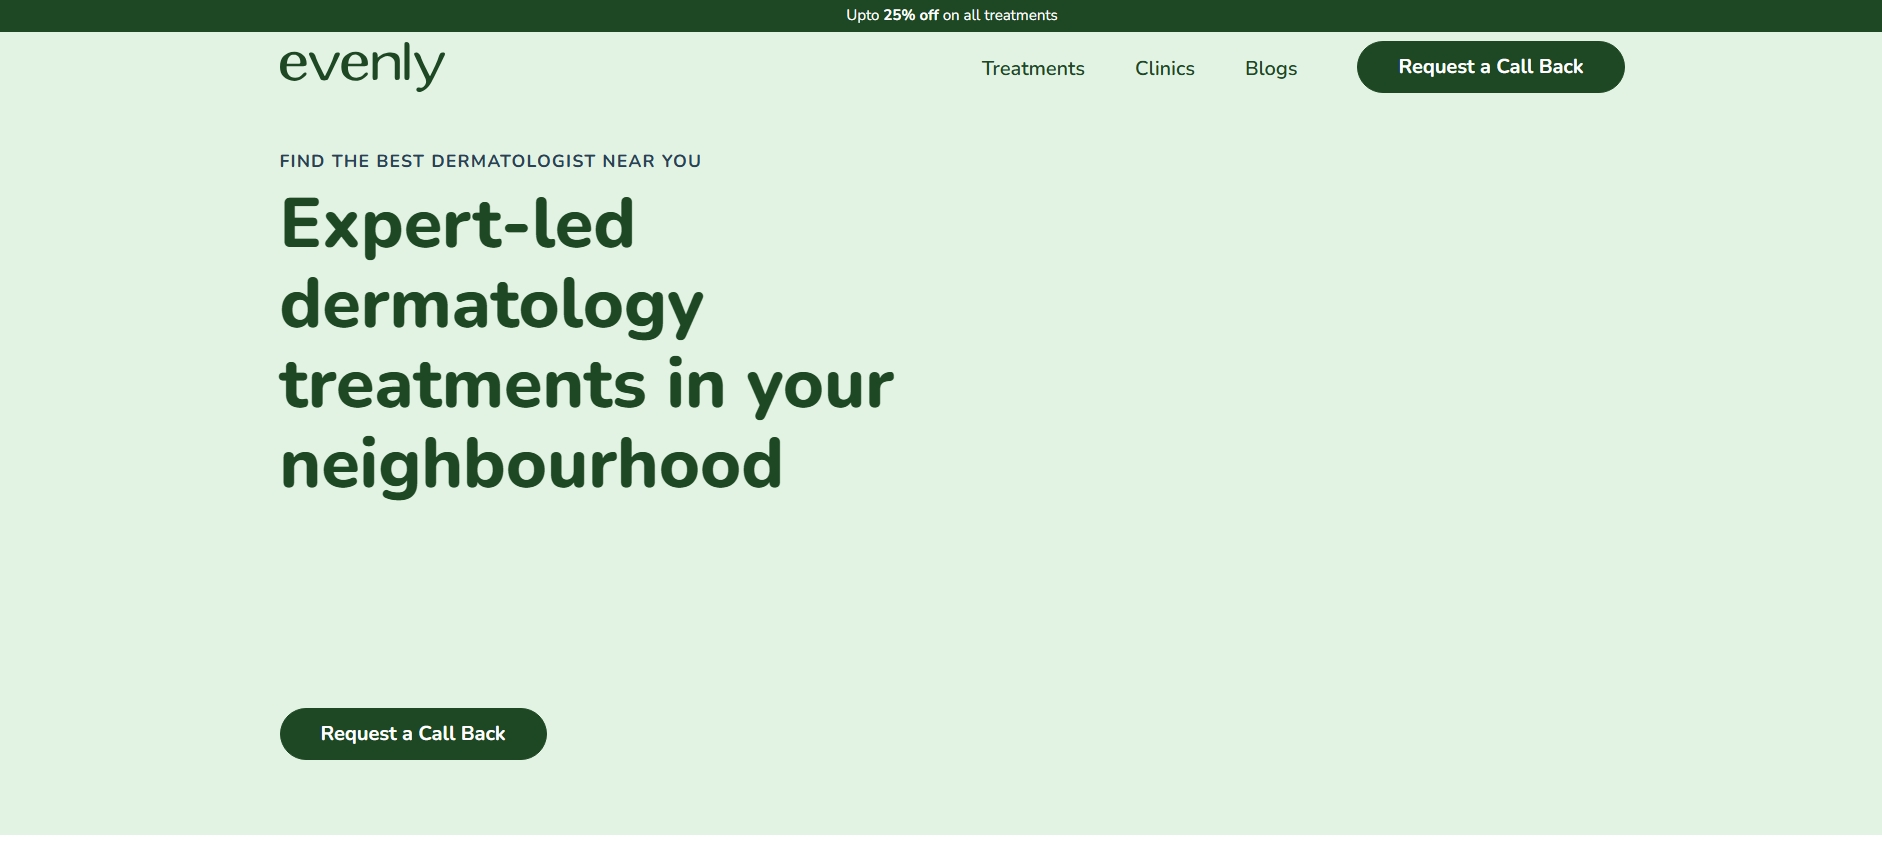 Upto 25% off on all treatments
evenly
Treatments
Clinics
Blogs
Request a Call Back
FIND THE BEST DERMATOLOGIST NEAR YOU
Expert-led
dermatology
treatments in your
neighbourhood
Request a Call Back